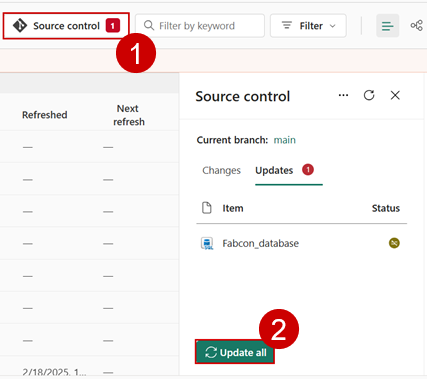 Source control 1
Filter by keyword
Filter
1
Refreshed
Next
refresh
—
—
—
—
—
—
—
—
—
—
—
—
—
—
2/18/2025, 1...
—
Source control
Current branch: main
Changes
Updates 1
Item
Status
Fabcon_database
2
Update all